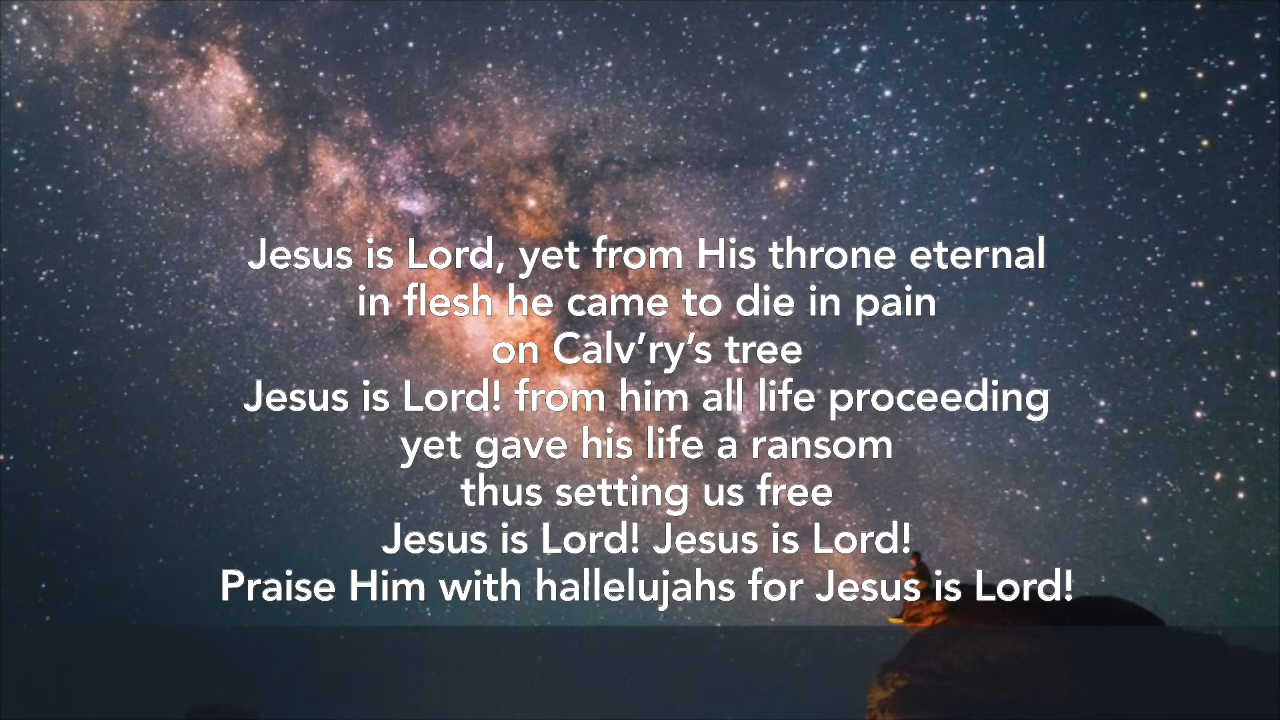 Jesus is Lord, yet from His throne eternal
in flesh he came to die in pain
on Calv’ry’s tree
Jesus is Lord! from him all life proceeding
yet gave his life a ransom
thus setting us free
Jesus is Lord! Jesus is Lord!
Praise Him with hallelujahs for Jesus is Lord!